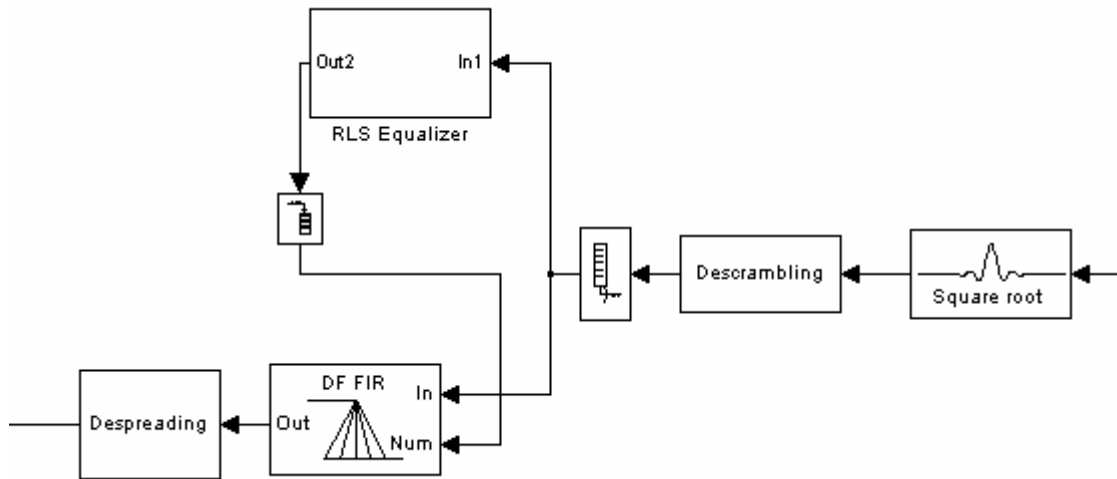 Out2
In1
RLS Equalizer
Descrambling
Square root
DF FIR
In
Despreading
Out
Num